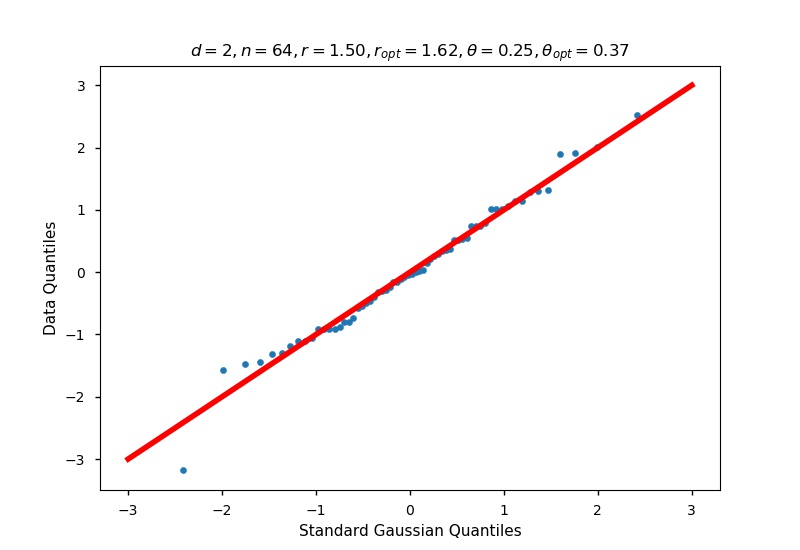 d = 2, n = 64, r = 1.50, r_opt = 1.62, θ = 0.25, θ_opt = 0.37
3
2
1
0
−1
−2
−3
Data Quantiles
−3 −2 −1 0 1 2 3
Standard Gaussian Quantiles